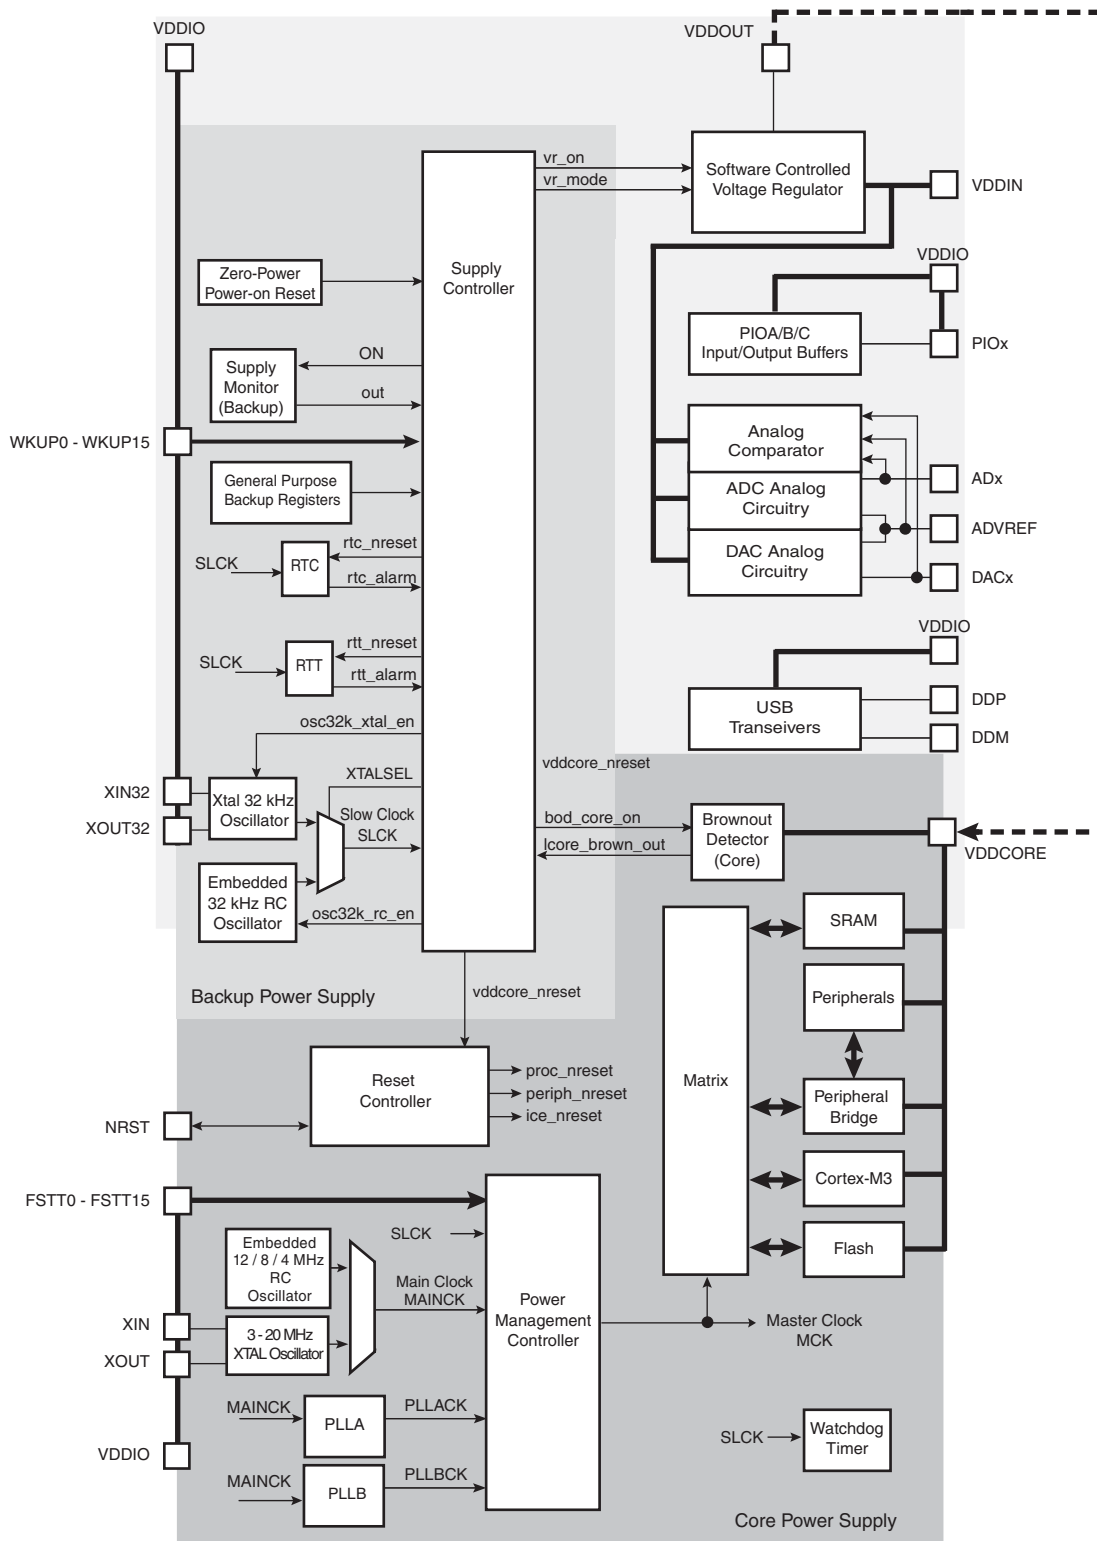 VDDIO
VDDOUT
vr_on
vr_mode
Software Controlled
Voltage Regulator
VDDIN
Supply
Controller
Zero-Power
Power-on Reset
VDDIO
PIOA/B/C
Input/Output Buffers
PIOx
ON
Supply
Monitor
(Backup)
out
WKUP0 - WKUP15
Analog
Comparator
General Purpose
Backup Registers
ADC Analog
Circuitry
ADx
ADVREF
rtc_nreset
SLCK
RTC
rtc_alarm
DAC Analog
Circuitry
DACx
VDDIO
rtt_nreset
SLCK
RTT
rtt_alarm
USB
Transeivers
DDP
DDM
osc32k_xtal_en
vddcore_nreset
XTALSEL
XIN32
XOUT32
Xtal 32 kHz
Oscillator
Slow Clock
SLCK
bod_core_on
lcore_brown_out
Brownout
Detector
(Core)
VDDCORE
Embedded
32 kHz RC
Oscillator
osc32k_rc_en
SRAM
Backup Power Supply
vddcore_nreset
Peripherals
Reset
Controller
proc_nreset
periph_nreset
ice_nreset
Matrix
Peripheral
Bridge
NRST
Cortex-M3
FSTT0 - FSTT15
SLCK
Flash
Embedded
12 / 8 / 4 MHz
RC
Oscillator
Main Clock
MAINCK
Power
Management
Controller
XIN
XOUT
3 - 20 MHz
XTAL Oscillator
Master Clock
MCK
MAINCK
PLLA
PLLACK
SLCK
Watchdog
Timer
VDDIO
MAINCK
PLLB
PLLBCK
Core Power Supply